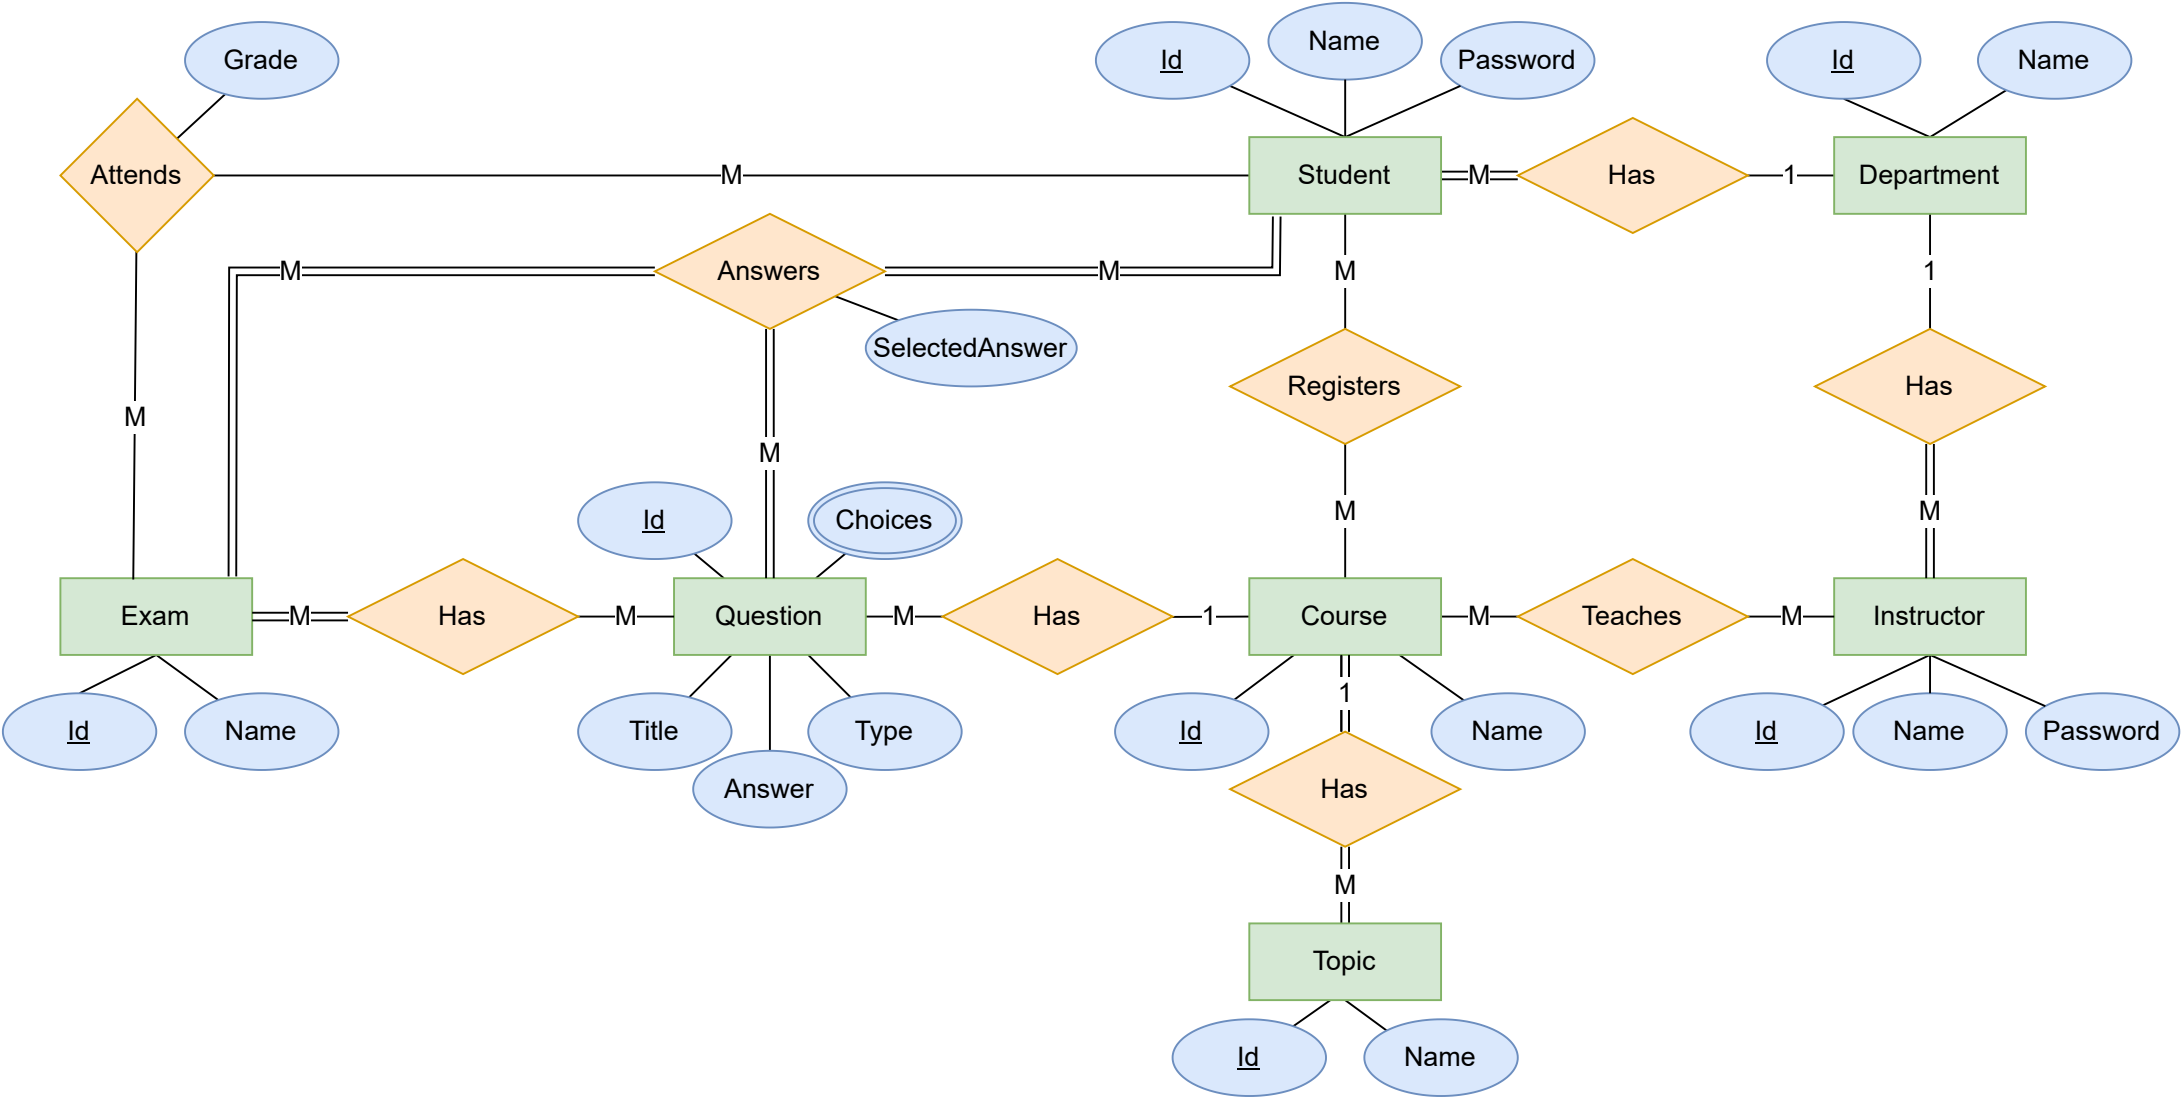 Name
Grade
Id
Password
Id
Name
Attends
M
Student
M
Has
1
Department
M
Answers
M
M
1
SelectedAnswer
Registers
Has
M
M
Id
Choices
M
M
Exam
M
Has
M
Question
M
Has
1
Course
M
Teaches
M
Instructor
1
Id
Name
Title
Type
Id
Name
Id
Name
Password
Answer
Has
M
Topic
Id
Name